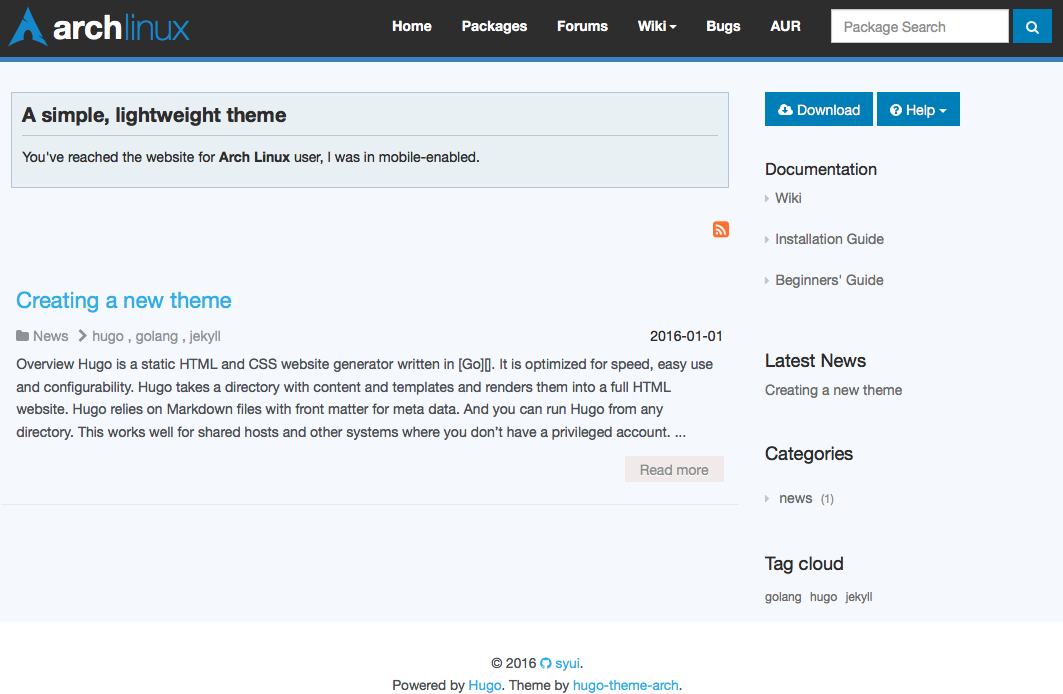 archlinux
Home Packages Forums Wiki Bugs AUR Package Search
A simple, lightweight theme
You've reached the website for Arch Linux user, I was in mobile-enabled.
Creating a new theme
News hugo , golang , jekyll 2016-01-01
Overview Hugo is a static HTML and CSS website generator written in [Go][]. It is optimized for speed, easy use
and configurability. Hugo takes a directory with content and templates and renders them into a full HTML
website. Hugo relies on Markdown files with front matter for meta data. And you can run Hugo from any
directory. This works well for shared hosts and other systems where you don’t have a privileged account. ...
Read more
Download Help
Documentation
Wiki
Installation Guide
Beginners' Guide
Latest News
Creating a new theme
Categories
news (1)
Tag cloud
golang hugo jekyll
© 2016 syui.
Powered by Hugo. Theme by hugo-theme-arch.